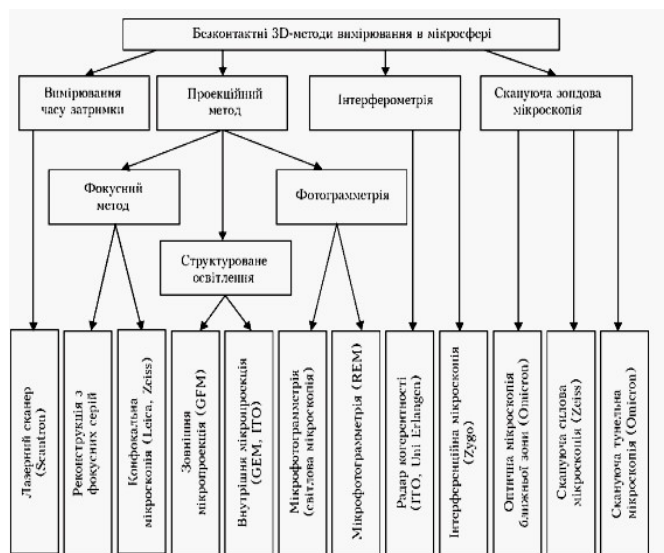 Безконтактні 3D-методи вимірювання в мікросфері
Вимірювання
часу затримки
Проекційний
метод
Інтерферометрія
Скануюча зондова
мікроскопія
Фокусний
метод
Фотограмметрія
Структуроване
освітлення
Лазерний сканер
(Scantron)
Реконструкція з
фокусних серій
Конфокальна
мікроскопія (Leica, Zeiss)
Зовнішня
мікропроекція (GFM)
Внутрішня мікропроекція
(GEM, ITO)
Мікрофотограмметрія
(світлова мікроскопія)
Мікрофотограмметрія (REM)
Радар когерентності
(ITO, Uni Erlangen)
Інтерференційна мікроскопія
(Zygo)
Оптична мікроскопія
ближньої зони (Omicron)
Скануюча силова
мікроскопія (Zeiss)
Скануюча тунельна
мікроскопія (Omicron)